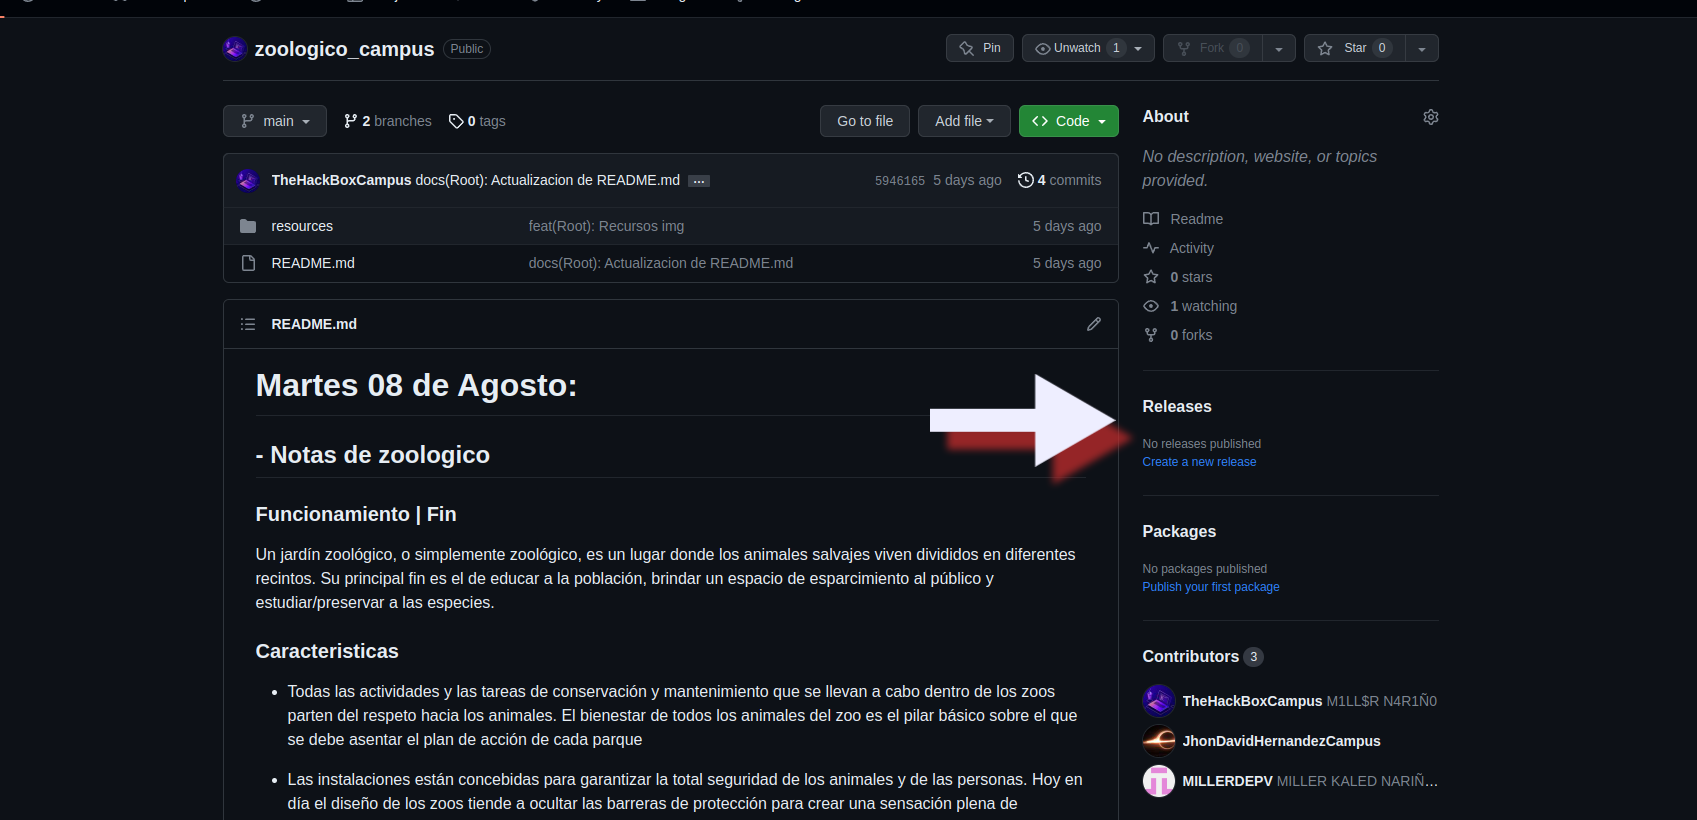 zoologico_campus Public
Pin
Unwatch 1
Fork 0
Star 0
main
2 branches
0 tags
Go to file
Add file
Code
TheHackBoxCampus docs(Root): Actualizacion de README.md ...
5946165 5 days ago
4 commits
resources feat(Root): Recursos img 5 days ago
README.md docs(Root): Actualizacion de README.md 5 days ago
README.md
Martes 08 de Agosto:
- Notas de zoologico
Funcionamiento | Fin
Un jardín zoológico, o simplemente zoológico, es un lugar donde los animales salvajes viven divididos en diferentes
recintos. Su principal fin es el de educar a la población, brindar un espacio de esparcimiento al público y
estudiar/preservar a las especies.
Caracteristicas
• Todas las actividades y las tareas de conservación y mantenimiento que se llevan a cabo dentro de los zoos
parten del respeto hacia los animales. El bienestar de todos los animales del zoo es el pilar básico sobre el que
se debe asentar el plan de acción de cada parque
• Las instalaciones están concebidas para garantizar la total seguridad de los animales y de las personas. Hoy en
día el diseño de los zoos tiende a ocultar las barreras de protección para crear una sensación plena de
About
No description, website, or topics
provided.
Readme
Activity
0 stars
1 watching
0 forks
Releases
No releases published
Create a new release
Packages
No packages published
Publish your first package
Contributors 3
TheHackBoxCampus M1LL$R N4R1Ñ0
JhonDavidHernandezCampus
MILLERDEPV MILLER KALED NARIÑ...